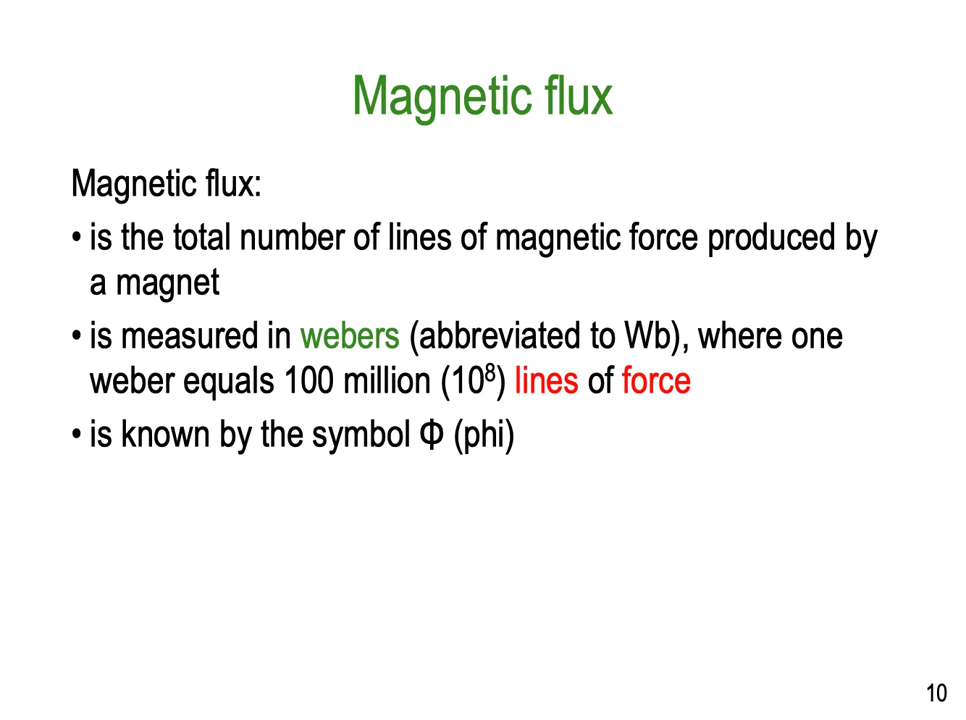 Magnetic flux
Magnetic flux:
• is the total number of lines of magnetic force produced by
a magnet
• is measured in webers (abbreviated to Wb), where one
weber equals 100 million (10⁸) lines of force
• is known by the symbol Φ (phi)
10